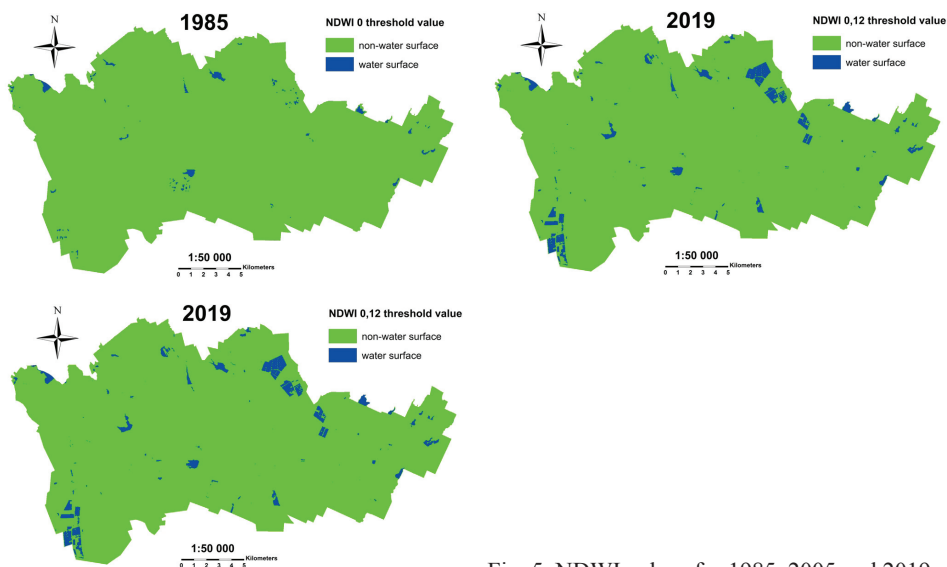 1985
NDWI 0 threshold value
N
non-water surface
water surface
1:50 000
Kilometers
0 1 2 3 4 5
2019
NDWI 0,12 threshold value
N
non-water surface
water surface
1:50 000
Kilometers
0 1 2 3 4 5
2019
NDWI 0,12 threshold value
N
non-water surface
water surface
1:50 000
Kilometers
0 1 2 3 4 5